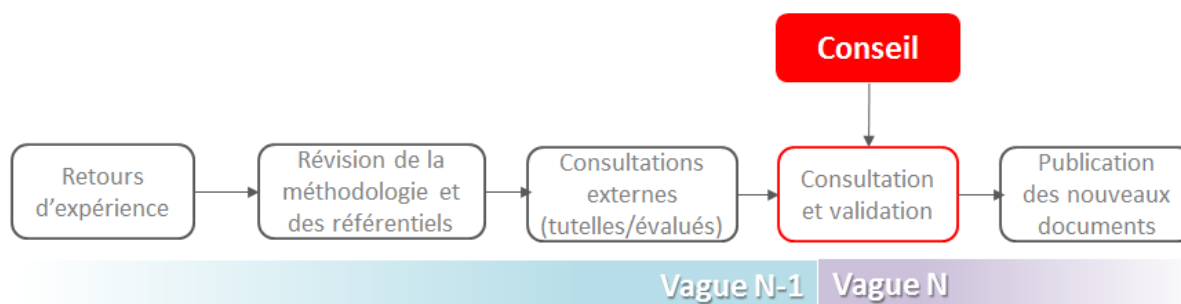 Conseil
Retours
d'expérience
Révision de la
méthodologie et
des référentiels
Consultations
externes
(tutelles/évalués)
Consultation
et validation
Publication
des nouveaux
documents
Vague N-1
Vague N